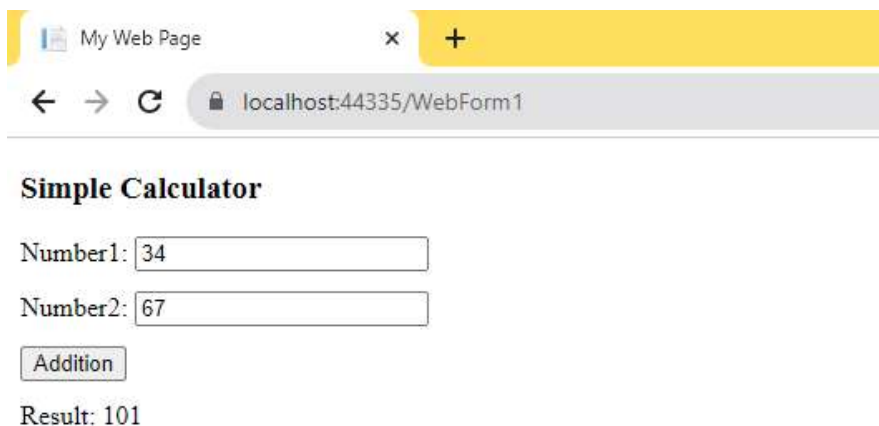 My Web Page
localhost:44335/WebForm1
Simple Calculator
Number1: 34
Number2: 67
Addition
Result: 101